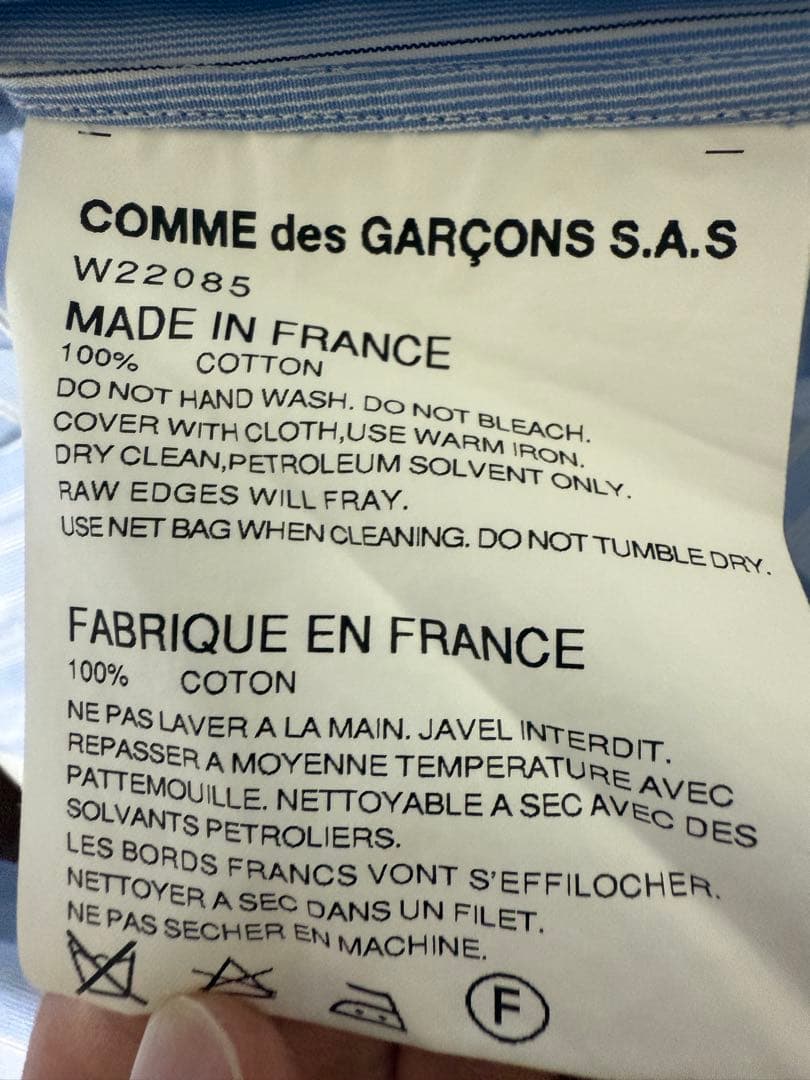 COMME des GARÇONS S.A.S
W22085
MADE IN FRANCE
100% COTTON
DO NOT HAND WASH. DO NOT BLEACH.
COVER WITH CLOTH,USE WARM IRON.
DRY CLEAN,PETROLEUM SOLVENT ONLY.
RAW EDGES WILL FRAY.
USE NET BAG WHEN CLEANING. DO NOT TUMBLE DRY.
FABRIQUE EN FRANCE
100% COTON
NE PAS LAVER A LA MAIN. JAVEL INTERDIT.
REPASSER A MOYENNE TEMPERATURE AVEC
PATTEMOUILLE. NETTOYABLE A SEC AVEC DES
SOLVANTS PETROLIERS.
LES BORDS FRANCS VONT S'EFFILOCHER.
NETTOYER A SEC DANS UN FILET.
NE PAS SECHER EN MACHINE.
F